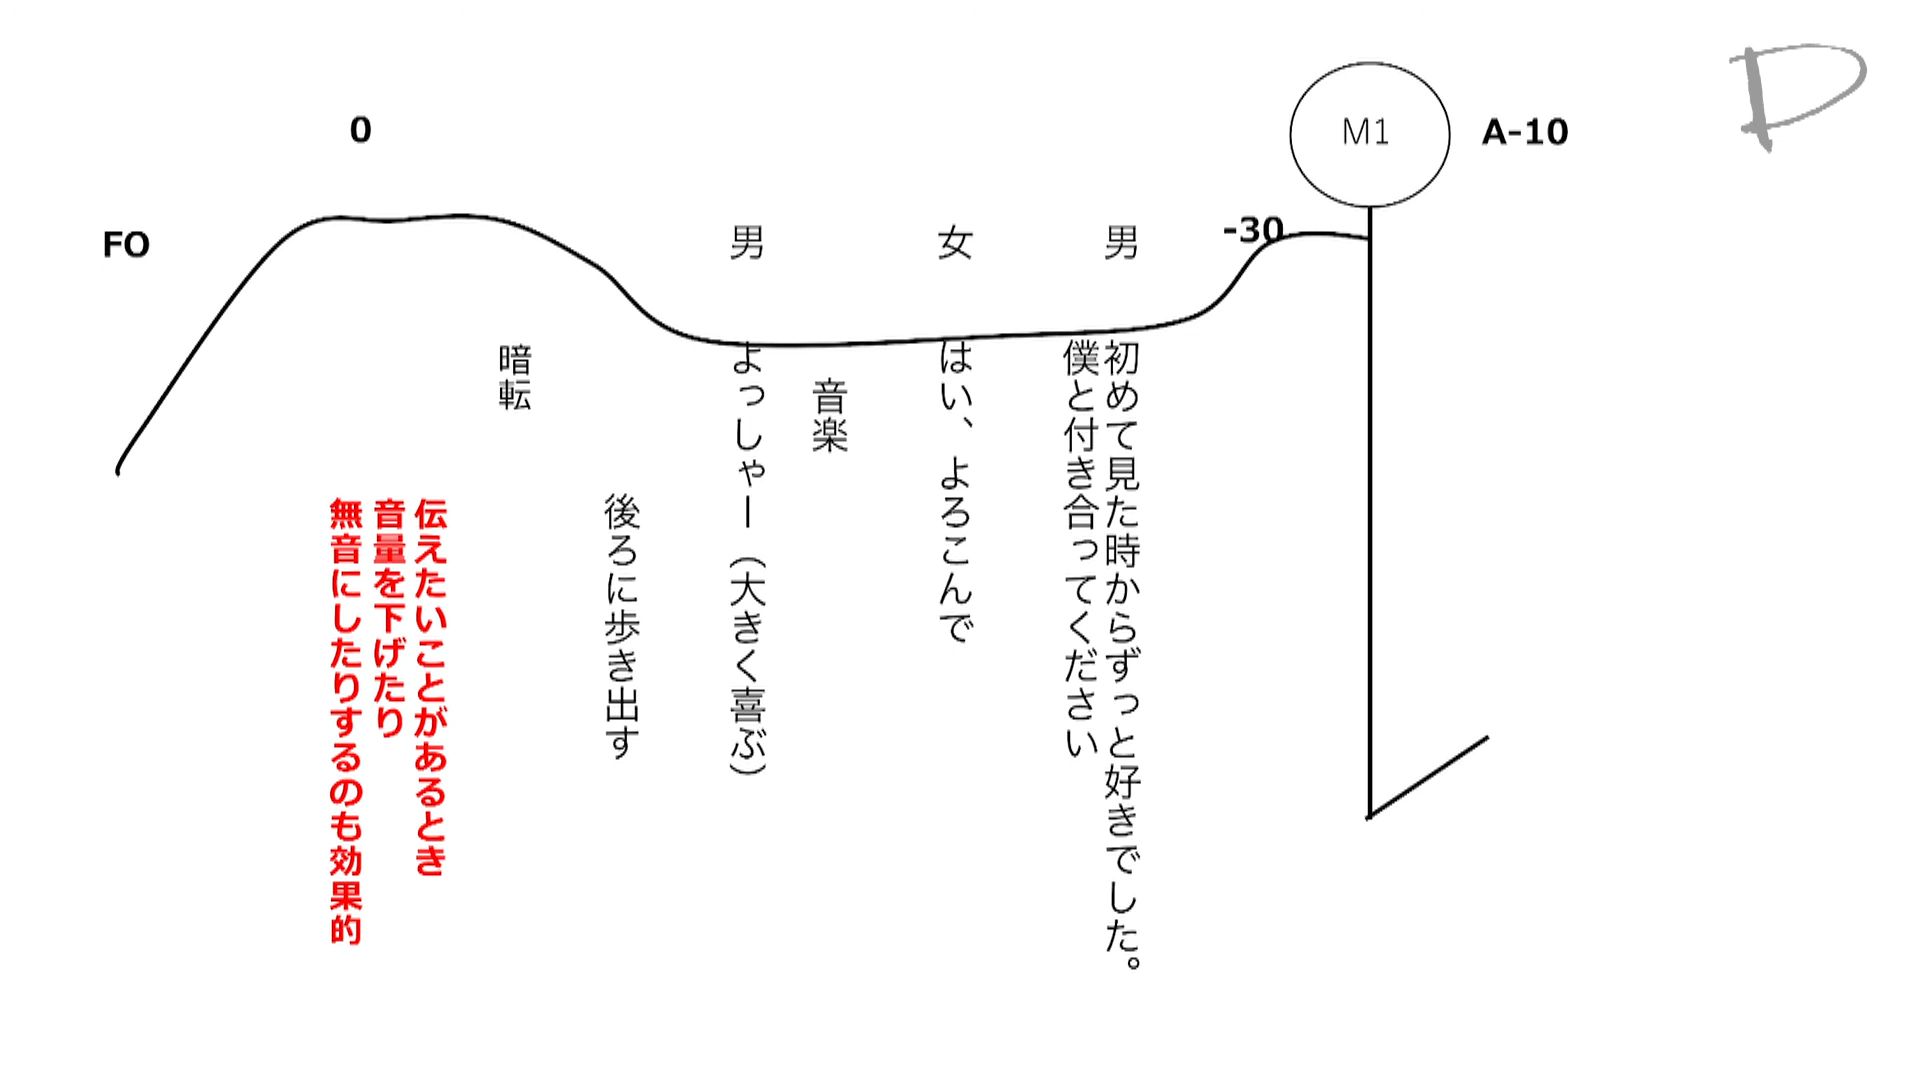 M1
A-10
-30
男
初めて見た時からずっと好きでした。
僕と付き合ってください
女
はい、よろこんで
音楽
男
よっしゃー（大きく喜ぶ）
後ろに歩き出す
暗転
0
FO
伝えたいことがあるとき
音量を下げたり
無音にしたりするのも効果的
D